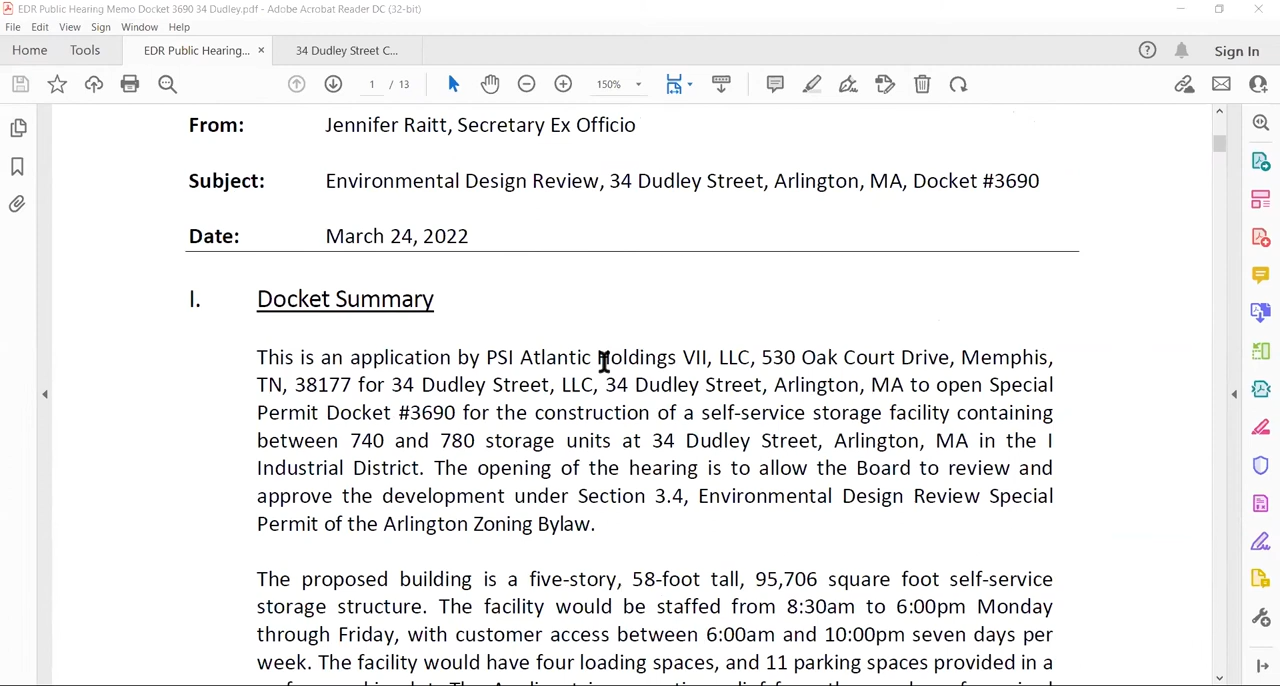 EDR Public Hearing Memo Docket 3690 34 Dudley.pdf - Adobe Acrobat Reader DC (32-bit)
File Edit View Sign Window Help
Home Tools EDR Public Hearing... × 34 Dudley Street C... Sign In
1 / 13 150%
From: Jennifer Raitt, Secretary Ex Officio
Subject: Environmental Design Review, 34 Dudley Street, Arlington, MA, Docket #3690
Date: March 24, 2022
I. Docket Summary
This is an application by PSI Atlantic Holdings VII, LLC, 530 Oak Court Drive, Memphis,
TN, 38177 for 34 Dudley Street, LLC, 34 Dudley Street, Arlington, MA to open Special
Permit Docket #3690 for the construction of a self-service storage facility containing
between 740 and 780 storage units at 34 Dudley Street, Arlington, MA in the I
Industrial District. The opening of the hearing is to allow the Board to review and
approve the development under Section 3.4, Environmental Design Review Special
Permit of the Arlington Zoning Bylaw.
The proposed building is a five-story, 58-foot tall, 95,706 square foot self-service
storage structure. The facility would be staffed from 8:30am to 6:00pm Monday
through Friday, with customer access between 6:00am and 10:00pm seven days per
week. The facility would have four loading spaces, and 11 parking spaces provided in a